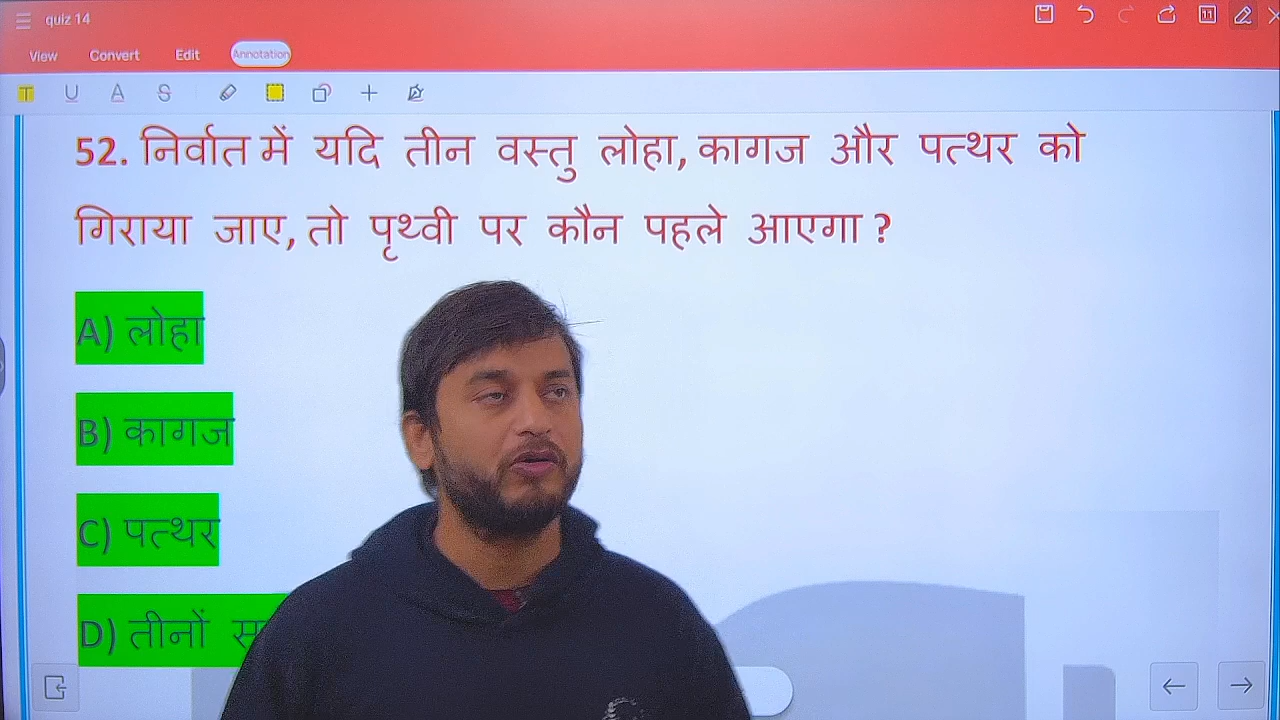 quiz 14
View Convert Edit Annotation
T U A S
52. निर्वात में यदि तीन वस्तु लोहा, कागज और पत्थर को
गिराया जाए, तो पृथ्वी पर कौन पहले आएगा ?
A) लोहा
B) कागज
C) पत्थर
D) तीनों